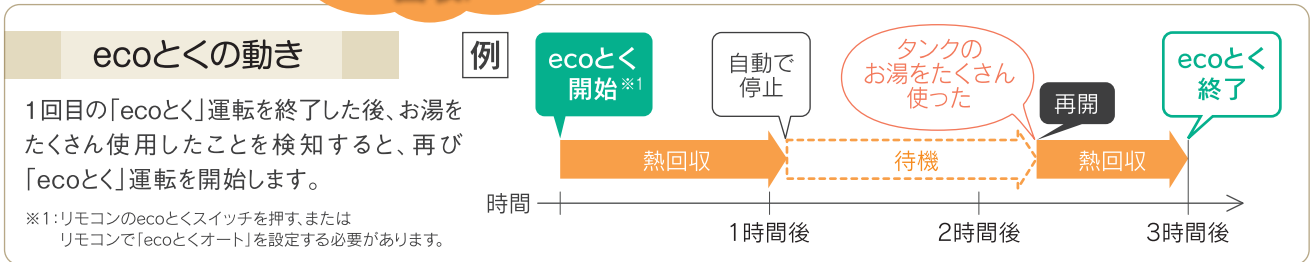 ecoとくの動き
1回目の「ecoとく」運転を終了した後、お湯を
たくさん使用したことを検知すると、再び
「ecoとく」運転を開始します。
※1：リモコンのecoとくスイッチを押す、または
リモコンで「ecoとくオート」を設定する必要があります。
例
ecoとく
開始※1
自動で
停止
タンクの
お湯をたくさん
使った
再開
ecoとく
終了
熱回収
待機
熱回収
時間
1時間後
2時間後
3時間後